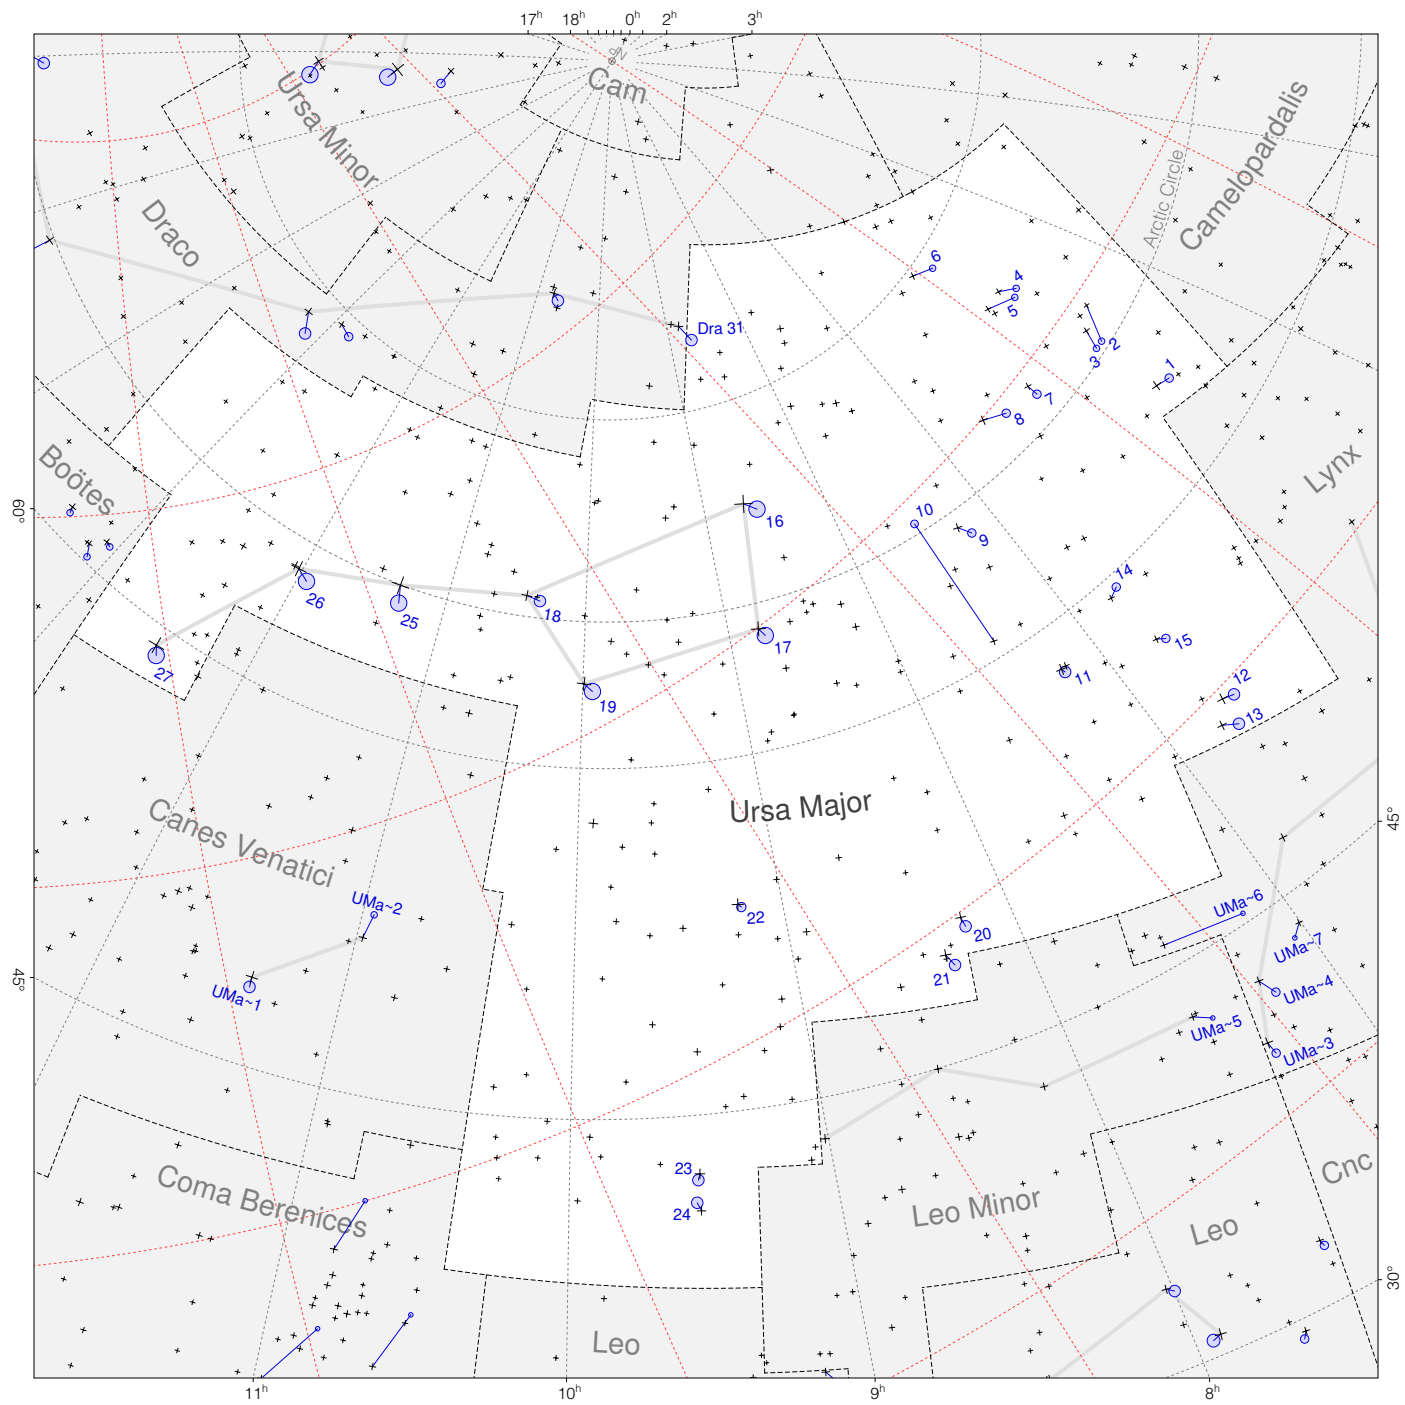 17h 18h 0h 2h 3h
N
Cam
Ursa Minor
Camelopardalis
Arctic Circle
Draco
6
4
5
Dra 31
2
3
1
7
8
Lynx
Boötes
60°
16
10
9
14
26
25
18
17
15
27
19
11
12
13
Ursa Major
45°
Canes Venatici
UMa~2
22
20
UMa~6
UMa~7
45°
UMa~1
21
UMa~4
UMa~5
UMa~3
Coma Berenices
23
24
Leo Minor
Cnc
Leo
30°
Leo
11h 10h 9h 8h